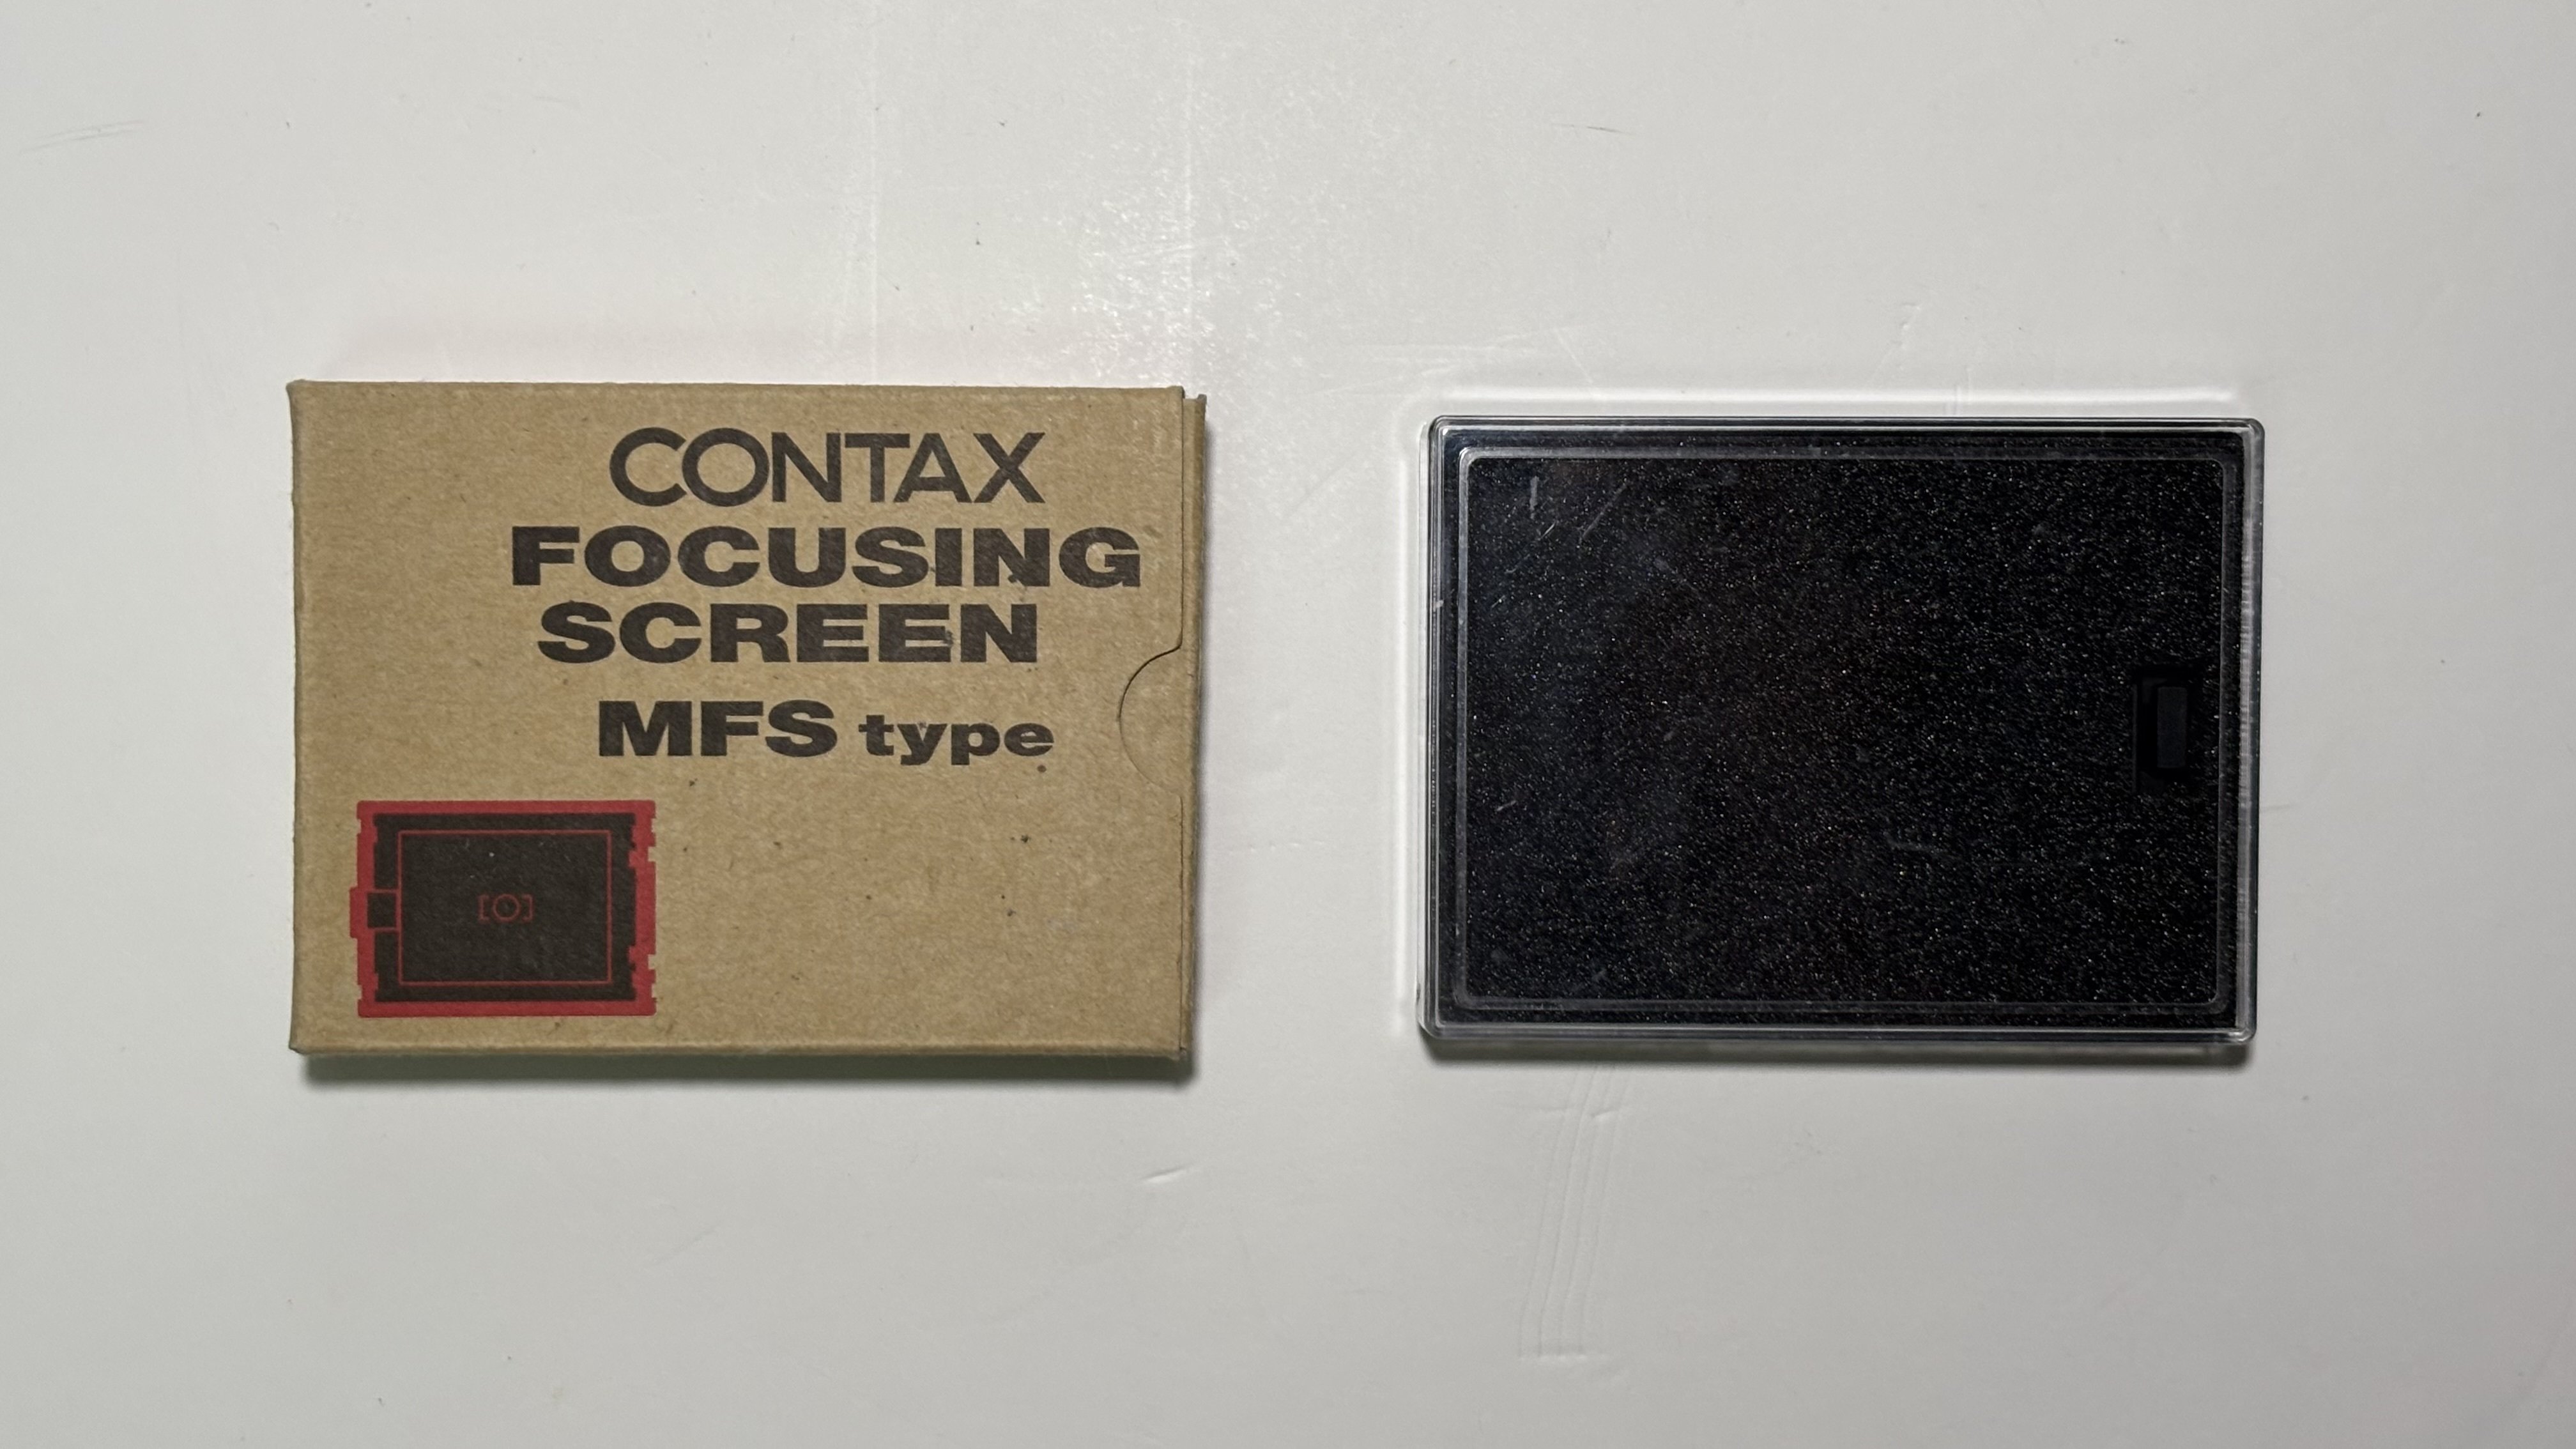 CONTAX
FOCUSING
SCREEN
MFS type